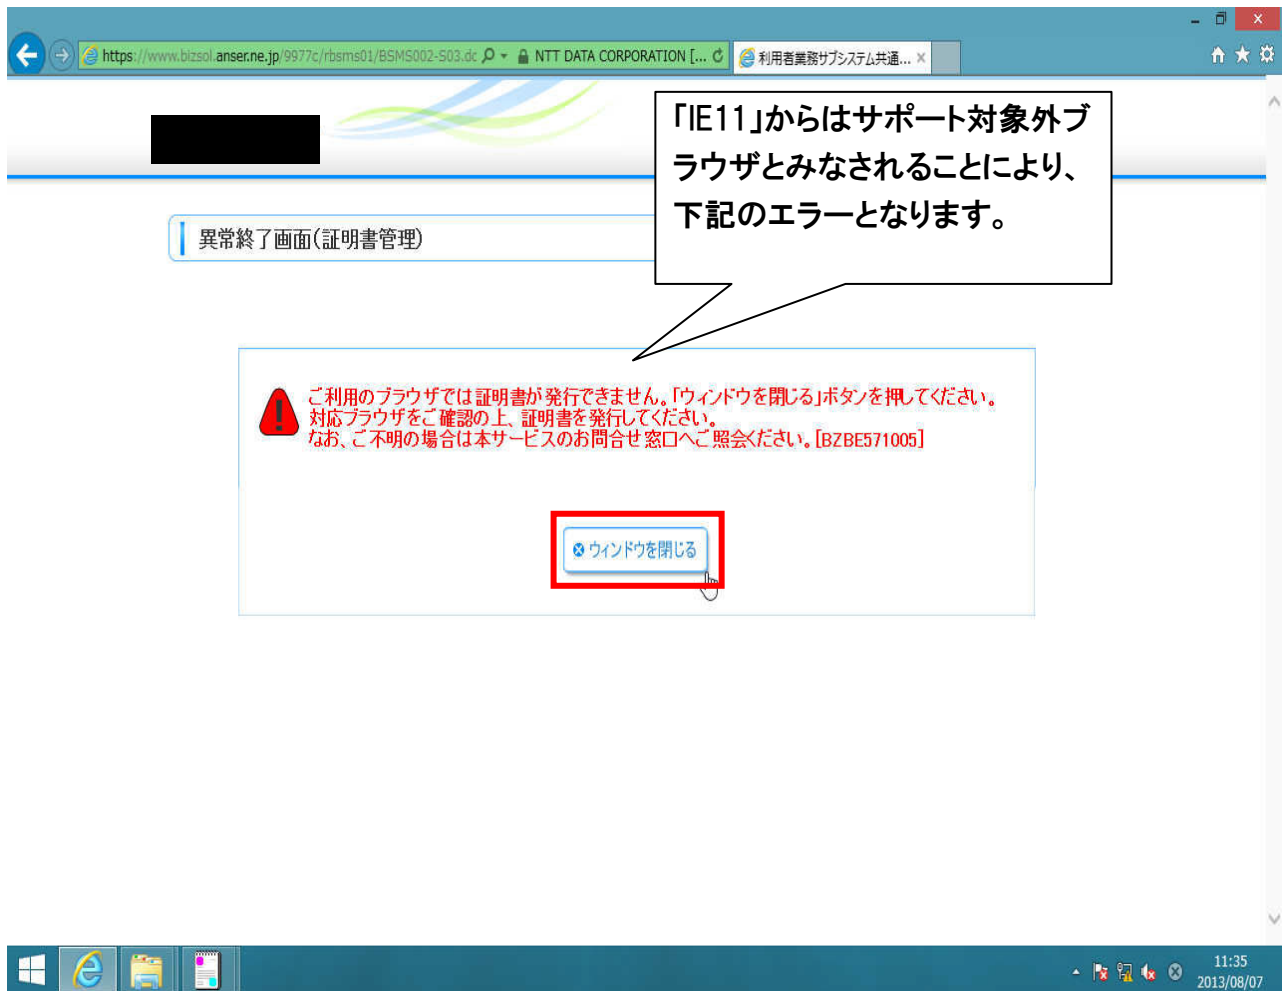 https://www.bizsol.anser.ne.jp/9977c/rbsms01/BSMS002-S03.dc
NTT DATA CORPORATION [...
利用者業務サブシステム共通...
「IE11」からはサポート対象外ブ
ラウザとみなされることにより、
下記のエラーとなります。
異常終了画面(証明書管理)
ご利用のブラウザでは証明書が発行できません。「ウィンドウを閉じる」ボタンを押してください。
対応ブラウザをご確認の上、証明書を発行してください。
なお、ご不明の場合は本サービスのお問合せ窓口へご照会ください。[BZBE571005]
ウィンドウを閉じる
11:35
2013/08/07